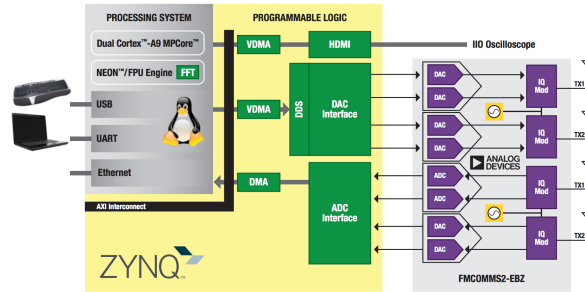 PROCESSING SYSTEM
PROGRAMMABLE LOGIC
Dual Cortex™-A9 MPCore™
VDMA
HDMI
IIO Oscilloscope
NEON™/FPU Engine
FFT
USB
UART
Ethernet
VDMA
DDS
DAC
Interface
DMA
ADC
Interface
AXI Interconnect
ZYNQ™
DAC
DAC
IQ
Mod
TX1
DAC
DAC
IQ
Mod
TX2
ANALOG
DEVICES
ADC
ADC
IQ
Mod
TX1
DAC
DAC
IQ
Mod
TX2
FMCOMMS2-EBZ